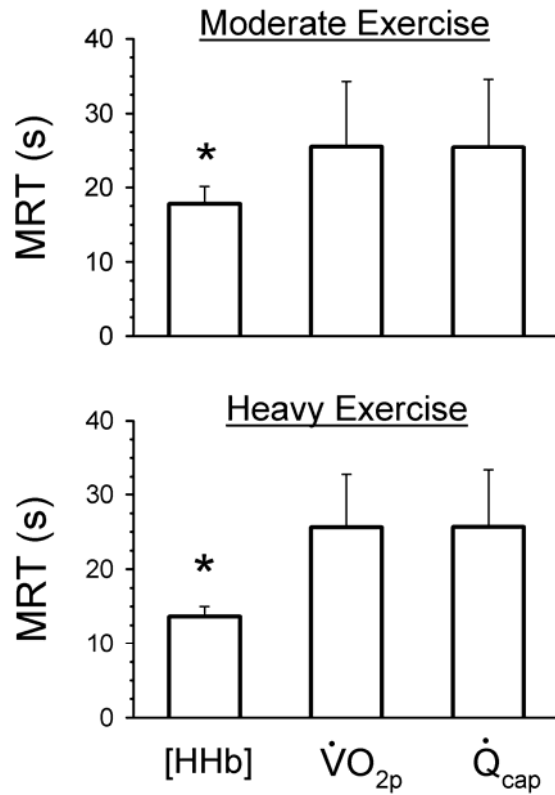 Moderate Exercise
40
30
20
10
0
MRT (s)
*
Heavy Exercise
40
30
20
10
0
MRT (s)
*
[HHb] V̇O₂ₚ Q̇cap